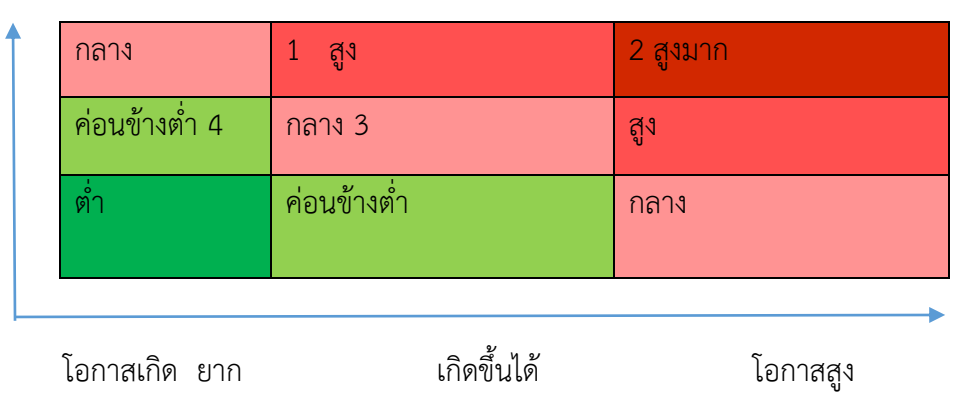 กลาง 1 สูง 2 สูงมาก
ค่อนข้างต่ำ 4 กลาง 3 สูง
ต่ำ ค่อนข้างต่ำ กลาง
โอกาสเกิด ยาก เกิดขึ้นได้ โอกาสสูง